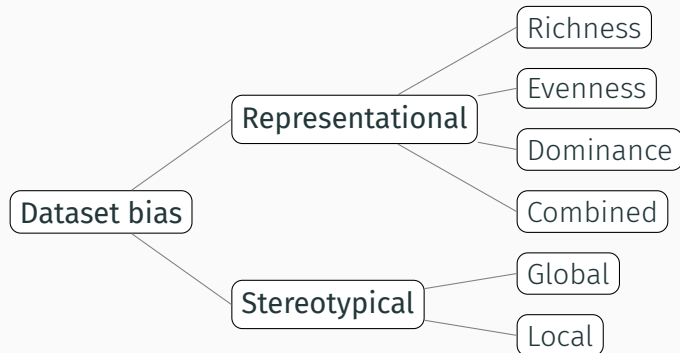 Richness
Evenness
Representational
Dominance
Dataset bias
Combined
Global
Stereotypical
Local